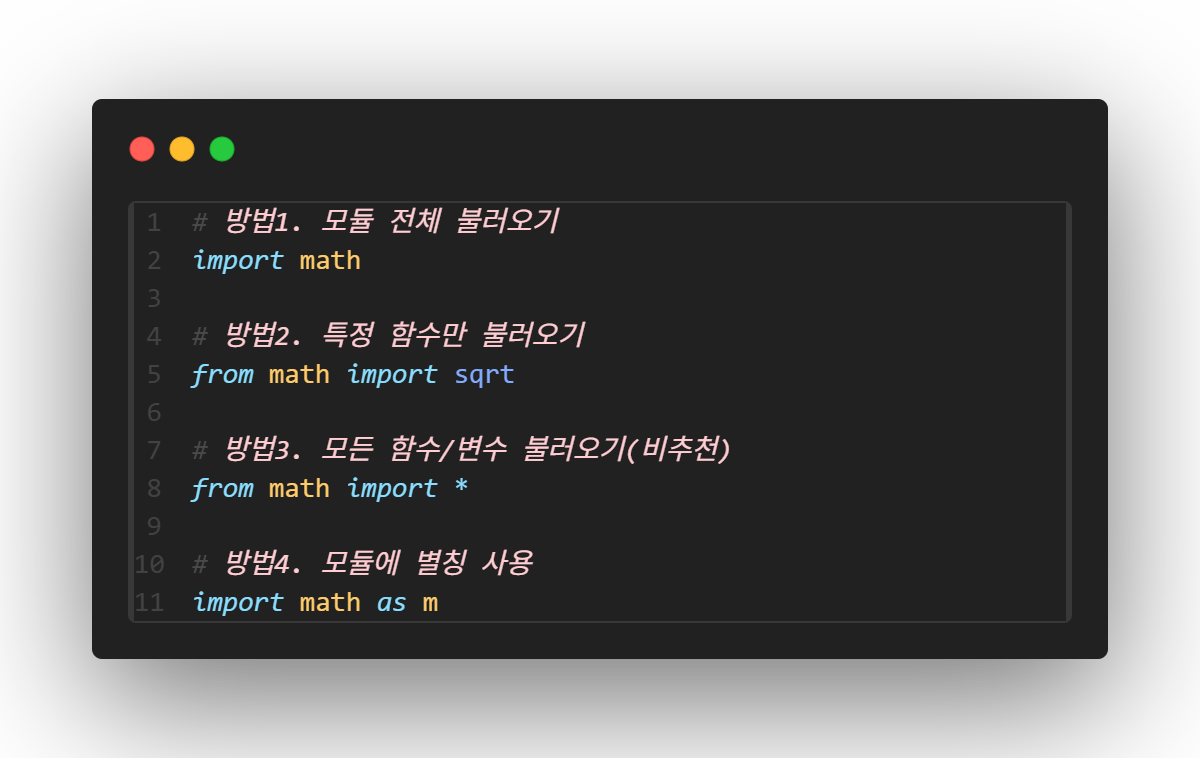 1 # 방법1. 모듈 전체 불러오기
2 import math
3
4 # 방법2. 특정 함수만 불러오기
5 from math import sqrt
6
7 # 방법3. 모든 함수/변수 불러오기(비추천)
8 from math import *
9
10 # 방법4. 모듈에 별칭 사용
11 import math as m